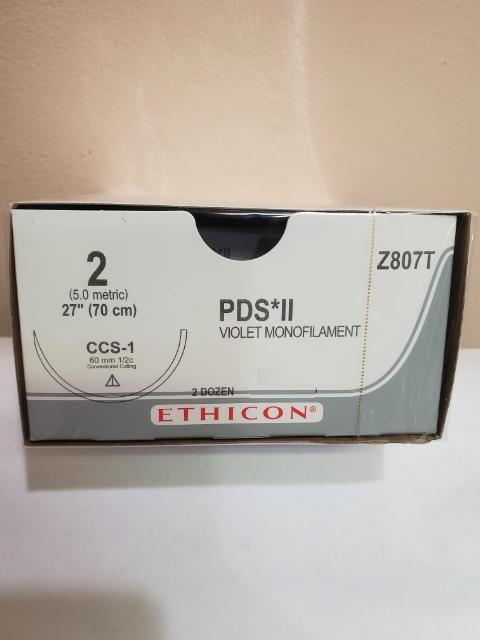 2
(5.0 metric)
27" (70 cm)
CCS-1
60 mm 1/2c
Conventional Cutting
Z807T
PDS*II
VIOLET MONOFILAMENT
2 DOZEN
ETHICON®